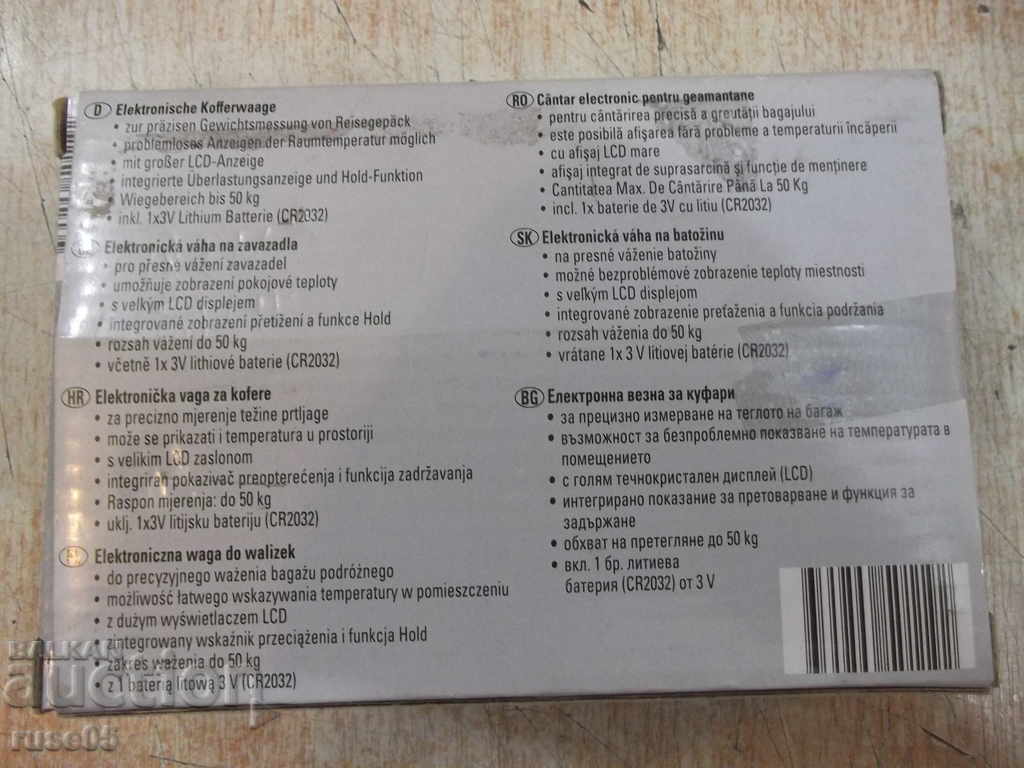 D Elektronische Kofferwaage
• zur präzisen Gewichtsmessung von Reisegepäck
• problemloses Anzeigen der Raumtemperatur möglich
• mit großer LCD-Anzeige
• integrierte Überlastungsanzeige und Hold-Funktion
• Wiegebereich bis 50 kg
• inkl. 1x3V Lithium Batterie (CR2032)
Elektronická váha na zavazadla
• pro přesné vážení zavazadel
• umožňuje zobrazení pokojové teploty
• s velkým LCD displejem
• integrované zobrazení přetížení a funkce Hold
• rozsah vážení do 50 kg
• včetně 1x 3V lithiové baterie (CR2032)
HR Elektronička vaga za kofere
• za precizno mjerenje težine prtljage
• može se prikazati i temperatura u prostoriji
• s velikim LCD zaslonom
• integriran pokazivač preopterećenja i funkcija zadržavanja
• Raspon mjerenja: do 50 kg
• uklj. 1x3V litijsku bateriju (CR2032)
Elektroniczna waga do walizek
• do precyzyjnego ważenia bagażu podróżnego
• możliwość łatwego wskazywania temperatury w pomieszczeniu
• z dużym wyświetlaczem LCD
• zintegrowany wskaźnik przeciążenia i funkcja Hold
• zakres ważenia do 50 kg
• z 1 baterią litową 3 V (CR2032)
RO Cântar electronic pentru geamantane
• pentru cântărirea precisă a greutății bagajului
• este posibilă afișarea fără probleme a temperaturii încăperii
• cu afișaj LCD mare
• afișaj integrat de suprasarcină și funcție de menținere
• Cantitatea Max. De Cântărire Până La 50 Kg
• incl. 1x baterie de 3V cu litiu (CR2032)
SK Elektronická váha na batožinu
• na presné váženie batožiny
• možné bezproblémové zobrazenie teploty miestnosti
• s veľkým LCD displejom
• integrované zobrazenie preťaženia a funkcia podržania
• rozsah váženia do 50 kg
• vrátane 1x 3 V litiovej batérie (CR2032)
BG Електронна везна за куфари
• за прецизно измерване на теглото на багаж
• възможност за безпроблемно показване на температурата в
помещението
• с голям течнокристален дисплей (LCD)
• интегрирано показание за претоварване и функция за
задържане
• обхват на претегляне до 50 kg
• вкл. 1 бр. литиева
батерия (CR2032) от 3 V
BALKAN
auction
ruse05